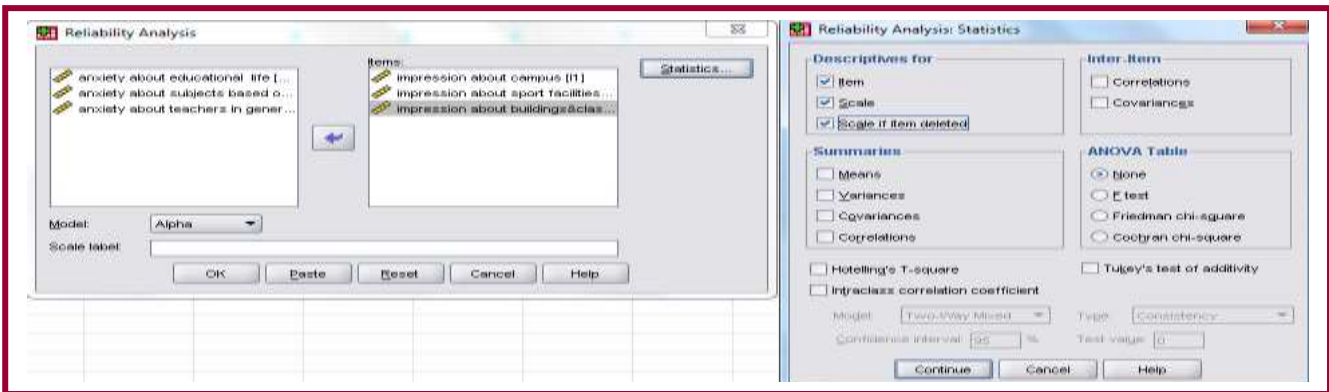 Reliability Analysis
anxiety about educational life [...
anxiety about subjects based o...
anxiety about teachers in gener...
Items:
impression about campus [I1]
impression about sport facilities...
impression about buildings&clas...
Statistics...
Model:
Alpha
Scale label:
OK
Paste
Reset
Cancel
Help
Reliability Analysis: Statistics
Descriptives for
Item
Scale
Scale if item deleted
Inter-Item
Correlations
Covariances
Summaries
Means
Variances
Covariances
Correlations
ANOVA Table
None
F test
Friedman chi-square
Cochran chi-square
Hotelling's T-square
Tukey's test of additivity
Intraclass correlation coefficient
Model:
Two-Way Mixed
Type:
Consistency
Confidence interval: 95 %
Test value: 0
Continue
Cancel
Help